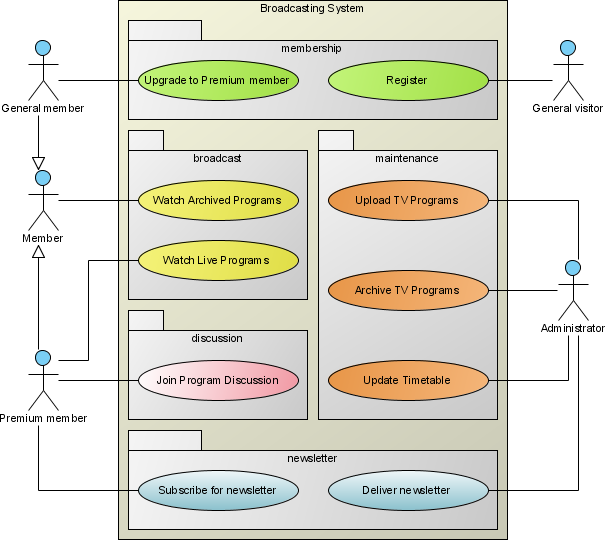 Broadcasting System
membership
Upgrade to Premium member
Register
General member
General visitor
broadcast
maintenance
Watch Archived Programs
Upload TV Programs
Member
Watch Live Programs
Archive TV Programs
Administrator
discussion
Join Program Discussion
Update Timetable
Premium member
newsletter
Subscribe for newsletter
Deliver newsletter